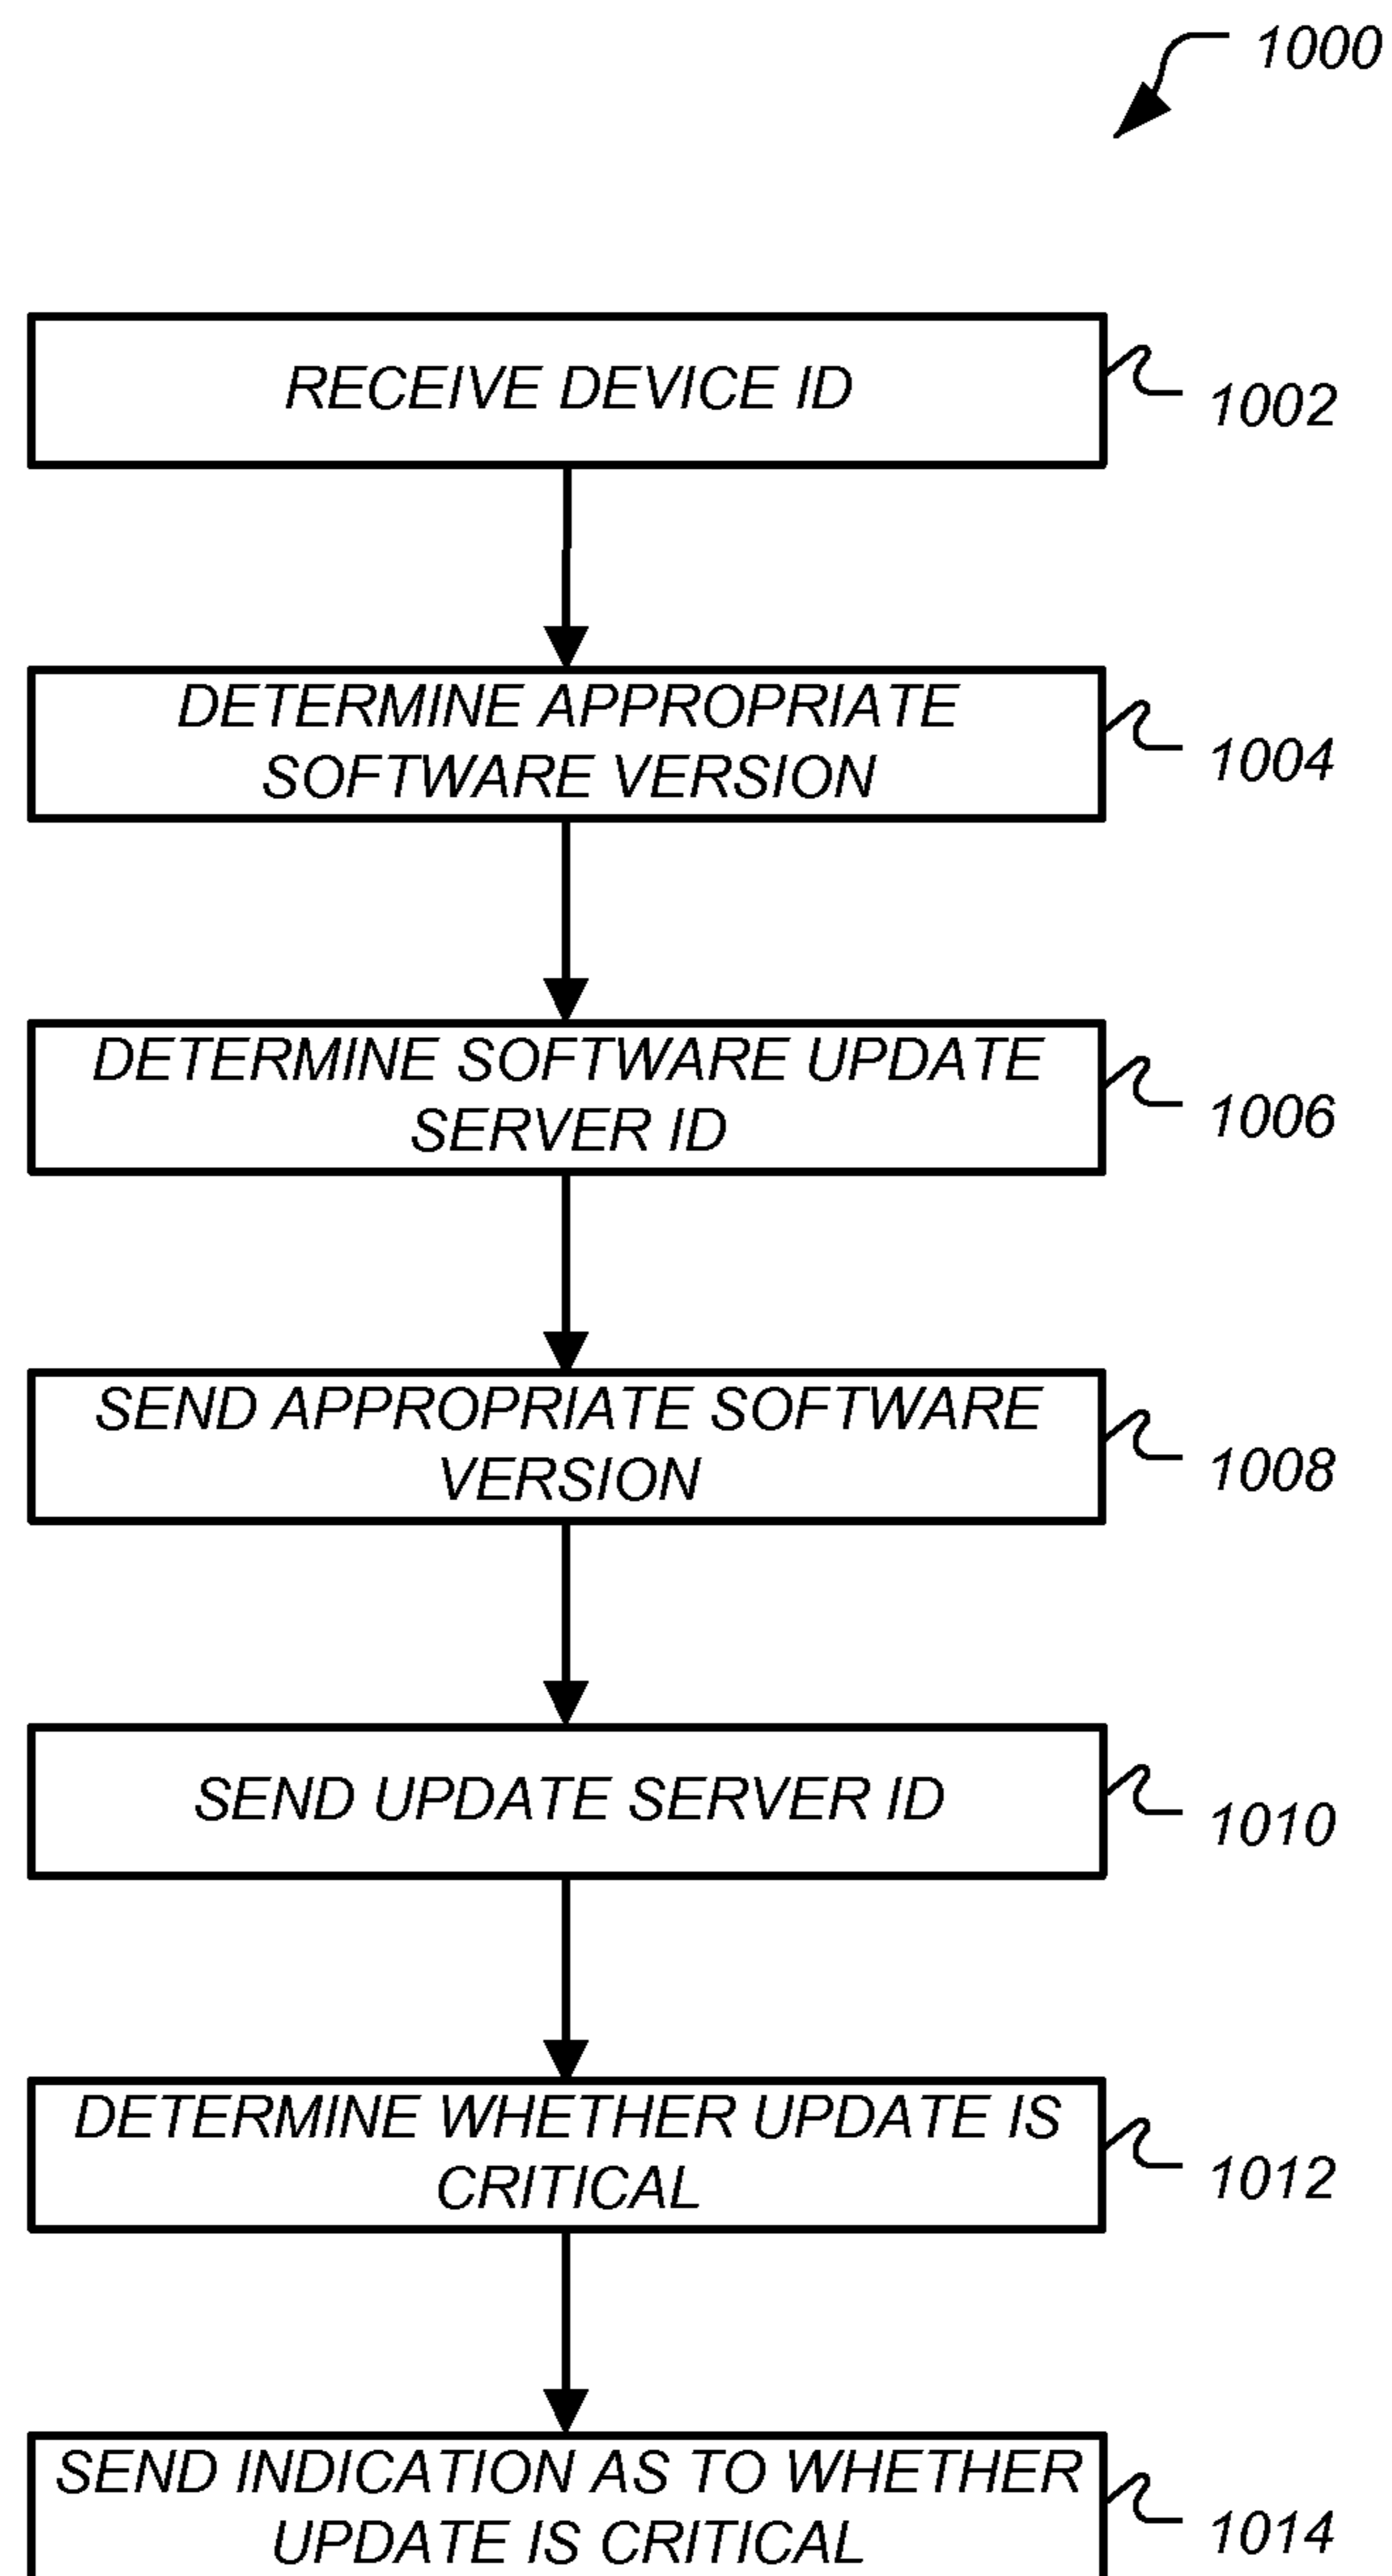 1000
RECEIVE DEVICE ID
1002
DETERMINE APPROPRIATE
SOFTWARE VERSION
1004
DETERMINE SOFTWARE UPDATE
SERVER ID
1006
SEND APPROPRIATE SOFTWARE
VERSION
1008
SEND UPDATE SERVER ID
1010
DETERMINE WHETHER UPDATE IS
CRITICAL
1012
SEND INDICATION AS TO WHETHER
UPDATE IS CRITICAL
1014